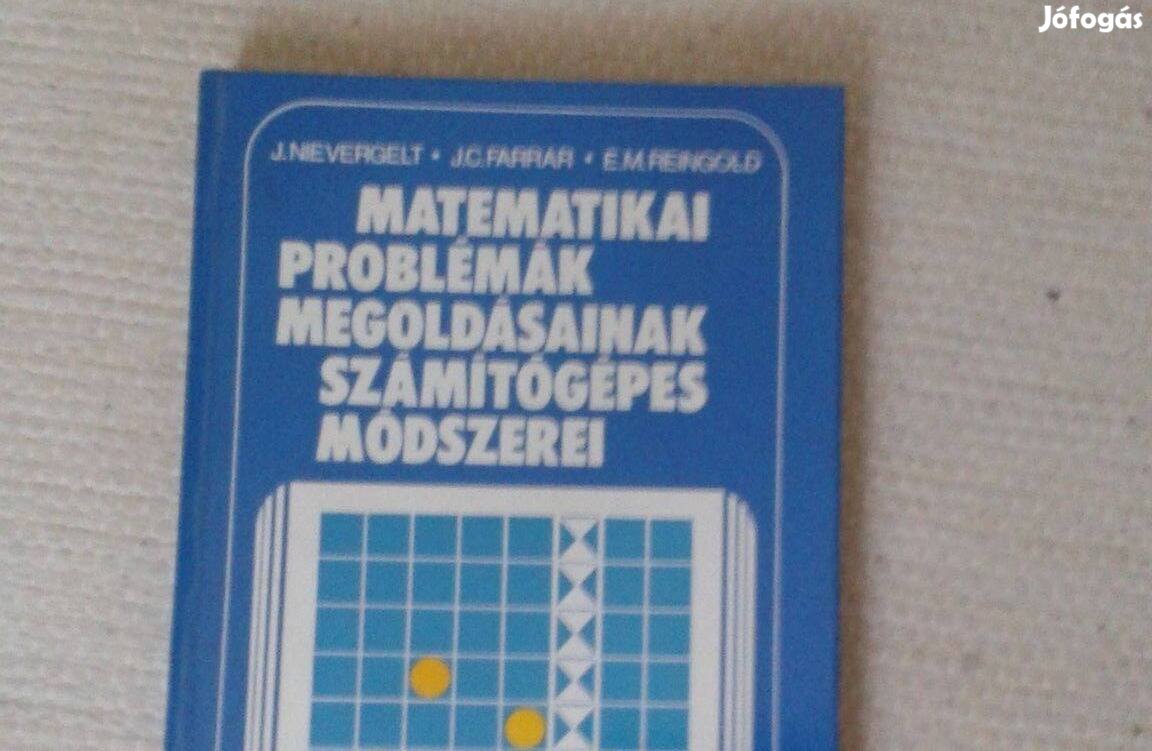 Jófogás
J.NIEVERGELT • J.C.FARRAR • E.M.REINGOLD
MATEMATIKAI
PROBLÉMÁK
MEGOLDÁSAINAK
SZÁMÍTÓGÉPES
MÓDSZEREI